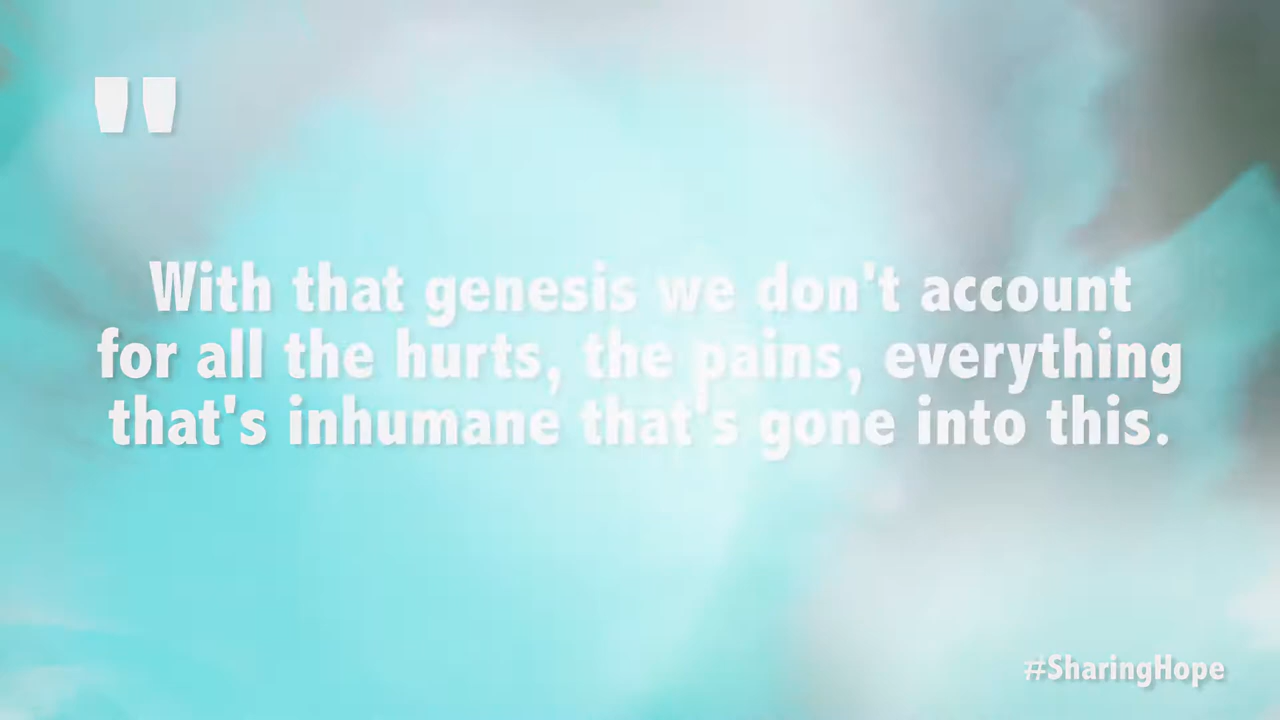 "
With that genesis we don't account
for all the hurts, the pains, everything
that's inhumane that's gone into this.
#SharingHope